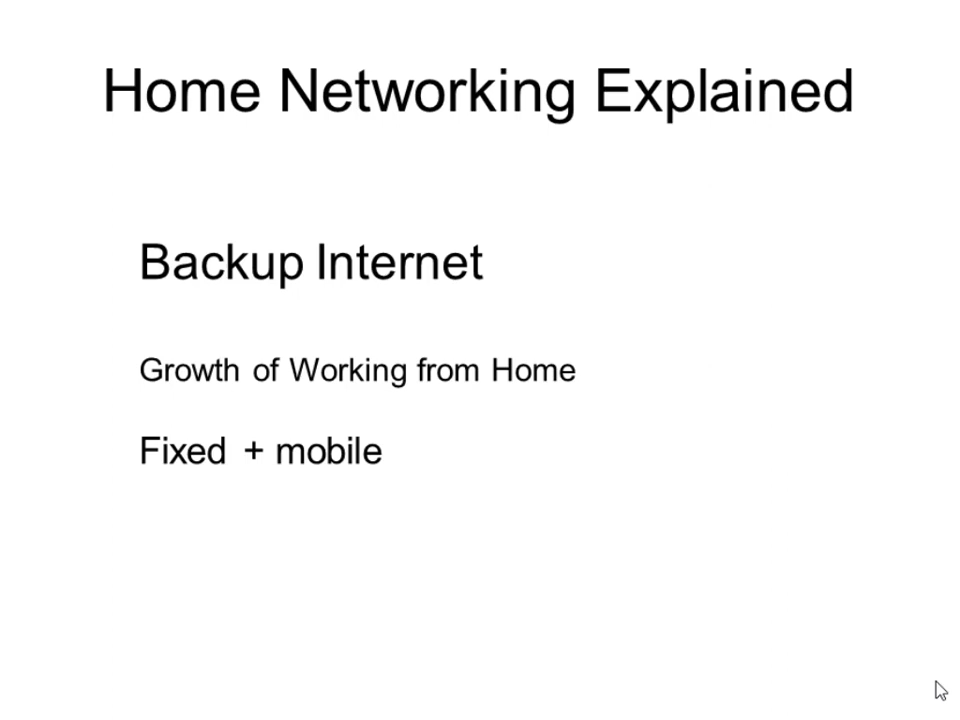 Home Networking Explained
Backup Internet
Growth of Working from Home
Fixed + mobile